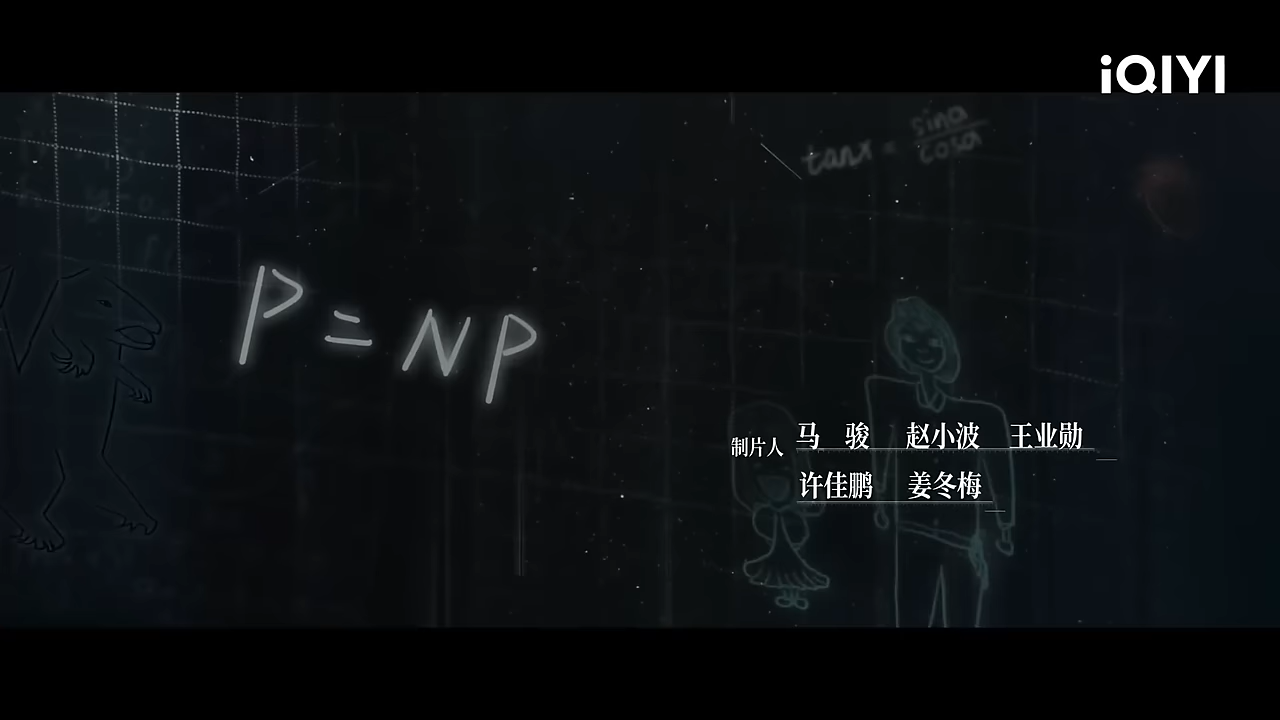 iQIYI
tanx = sina
cosa
P = NP
制片人 马 骏 赵小波 王业勋
许佳鹏 姜冬梅